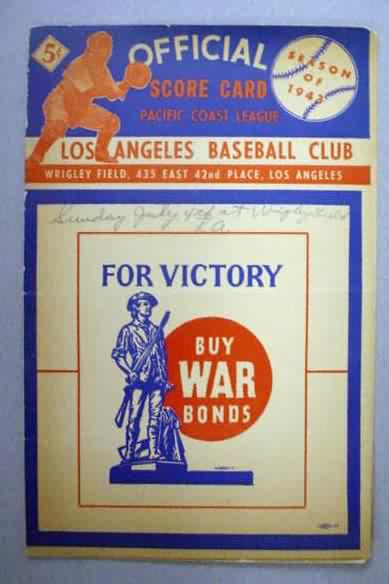 5¢
OFFICIAL
SCORE CARD
PACIFIC COAST LEAGUE
SEASON
OF
1943
LOS ANGELES BASEBALL CLUB
WRIGLEY FIELD, 435 EAST 42nd PLACE, LOS ANGELES
Sunday July 4th at Wrigley Field
L.A.
FOR VICTORY
BUY
WAR
BONDS